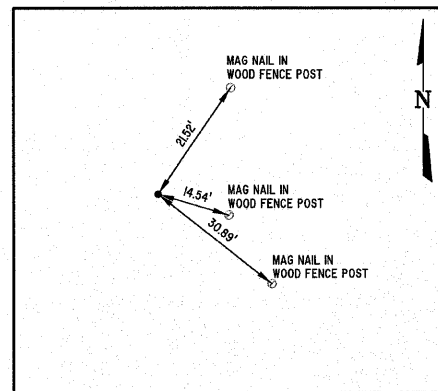 MAG NAIL IN
WOOD FENCE POST
N
21.52'
14.54'
MAG NAIL IN
WOOD FENCE POST
30.89'
MAG NAIL IN
WOOD FENCE POST